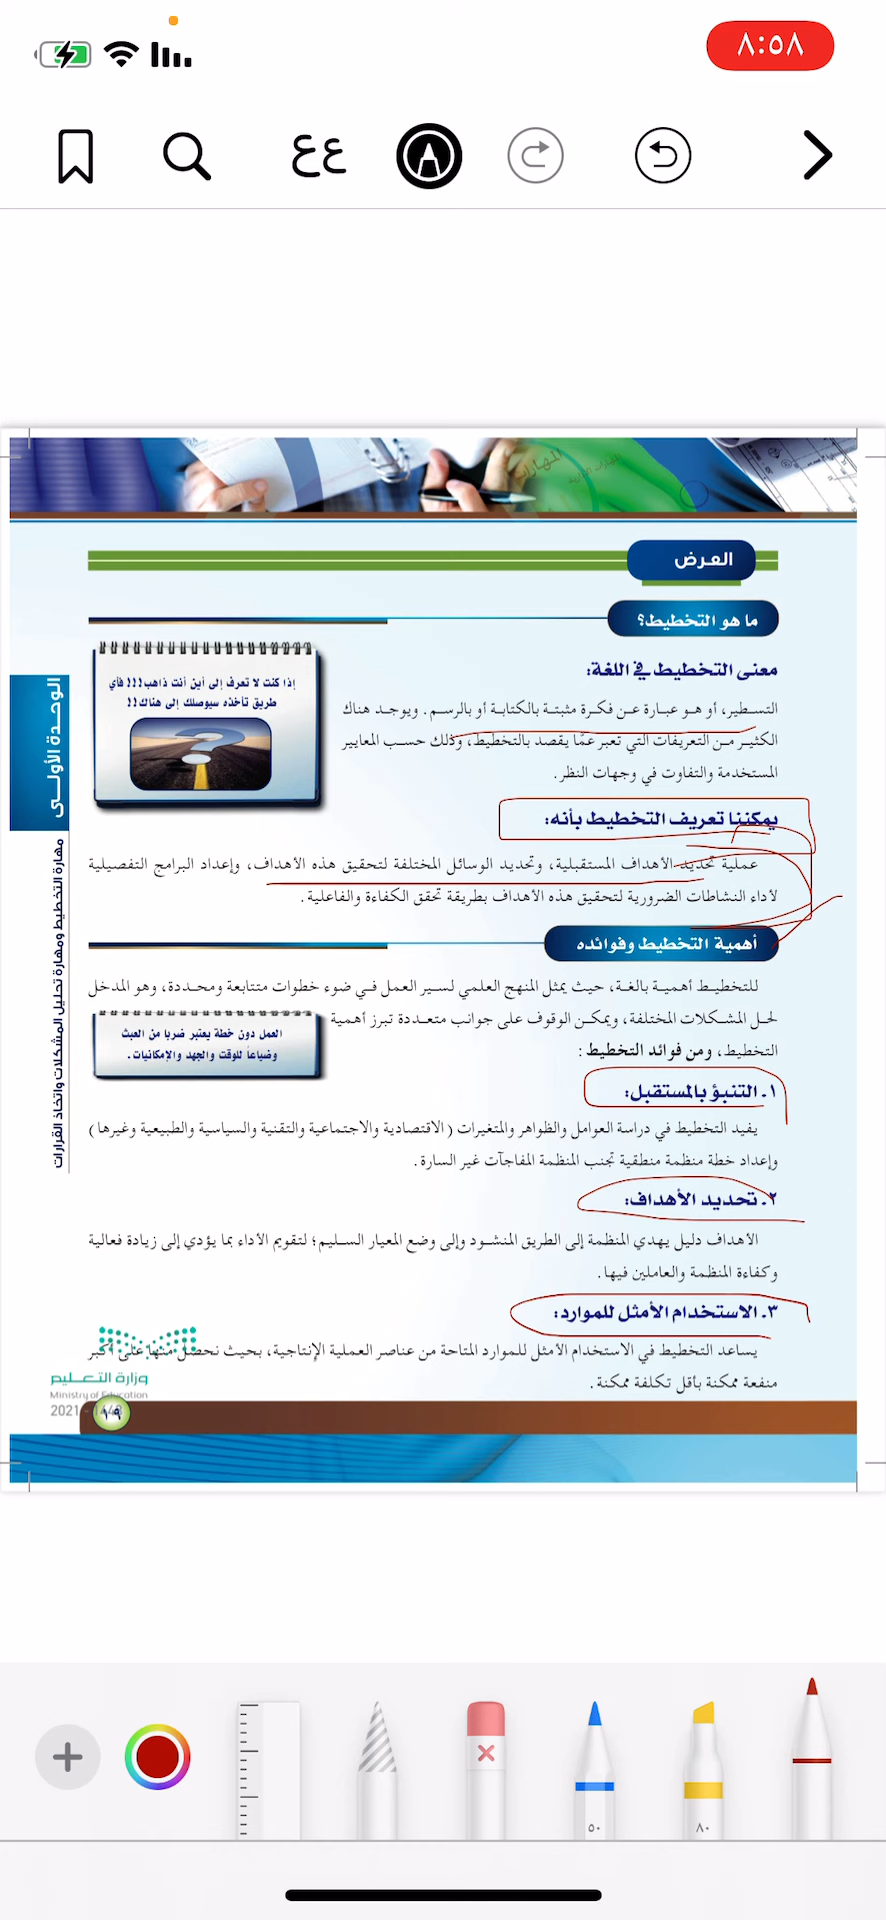 ٨:٥٨
عع
العرض
ما هو التخطيط؟
معنى التخطيط في اللغة:
التسطير، أو هو عبارة عن فكرة مثبتة بالكتابة أو بالرسم. ويوجد هناك
الكثير من التعريفات التي تعبر عمّا يقصد بالتخطيط، وذلك حسب المعايير
المستخدمة والتفاوت في وجهات النظر.
إذا كنت لا تعرف إلى أين أنت ذاهب!!! فأي
طريق تأخذه سيوصلك إلى هناك!!
يمكننا تعريف التخطيط بأنه:
عملية تحديد الأهداف المستقبلية، وتحديد الوسائل المختلفة لتحقيق هذه الأهداف، وإعداد البرامج التفصيلية
لأداء النشاطات الضرورية لتحقيق هذه الأهداف بطريقة تحقق الكفاءة والفاعلية.
أهمية التخطيط وفوائده
للتخطيط أهمية بالغة، حيث يمثل المنهج العلمي لسير العمل في ضوء خطوات متتابعة ومحددة، وهو المدخل
لحل المشكلات المختلفة، ويمكن الوقوف على جوانب متعددة تبرز أهمية
التخطيط، ومن فوائد التخطيط:
العمل دون خطة يعتبر ضربا من العبث
وضياعاً للوقت والجهد والإمكانيات.
١. التنبؤ بالمستقبل:
يفيد التخطيط في دراسة العوامل والظواهر والمتغيرات (الاقتصادية والاجتماعية والتقنية والسياسية والطبيعية وغيرها)
وإعداد خطة منظمة منطقية تجنب المنظمة المفاجآت غير السارة.
٢. تحديد الأهداف:
الأهداف دليل يهدي المنظمة إلى الطريق المنشود وإلى وضع المعيار السليم؛ لتقويم الأداء بما يؤدي إلى زيادة فعالية
وكفاءة المنظمة والعاملين فيها.
٣. الاستخدام الأمثل للموارد:
يساعد التخطيط في الاستخدام الأمثل للموارد المتاحة من عناصر العملية الإنتاجية، بحيث نحصل منها على أكبر
منفعة ممكنة بأقل تكلفة ممكنة.
الوحدة الأولى
مهارة التخطيط ومهارة تحليل المشكلات واتخاذ القرارات
وزارة التعليم
Ministry of Education
2021 -
١٩
٥٠
٨٠